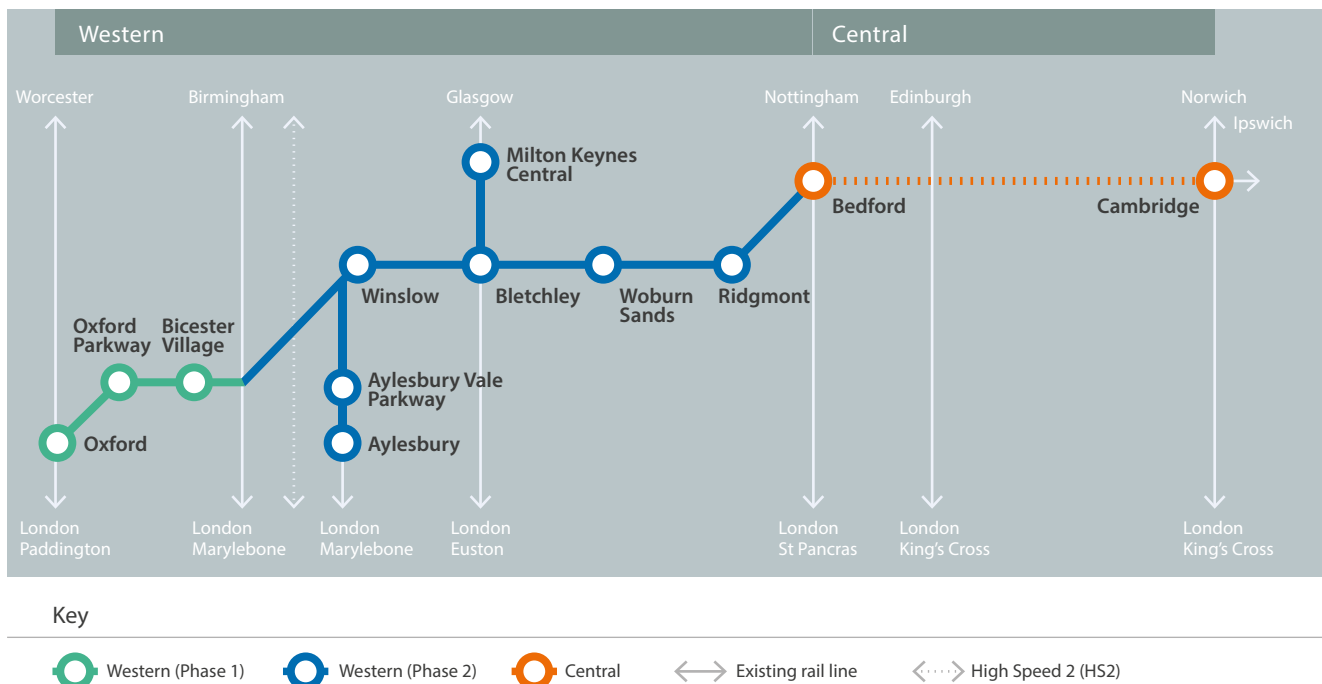 Western
Central
Worcester
Birmingham
Glasgow
Nottingham
Edinburgh
Norwich
Ipswich
Milton Keynes
Central
Bedford
Cambridge
Winslow
Bletchley
Woburn
Sands
Ridgmont
Oxford
Parkway
Bicester
Village
Aylesbury Vale
Parkway
Oxford
Aylesbury
London
Paddington
London
Marylebone
London
Marylebone
London
Euston
London
St Pancras
London
King's Cross
London
King's Cross
Key
Western (Phase 1)
Western (Phase 2)
Central
Existing rail line
High Speed 2 (HS2)